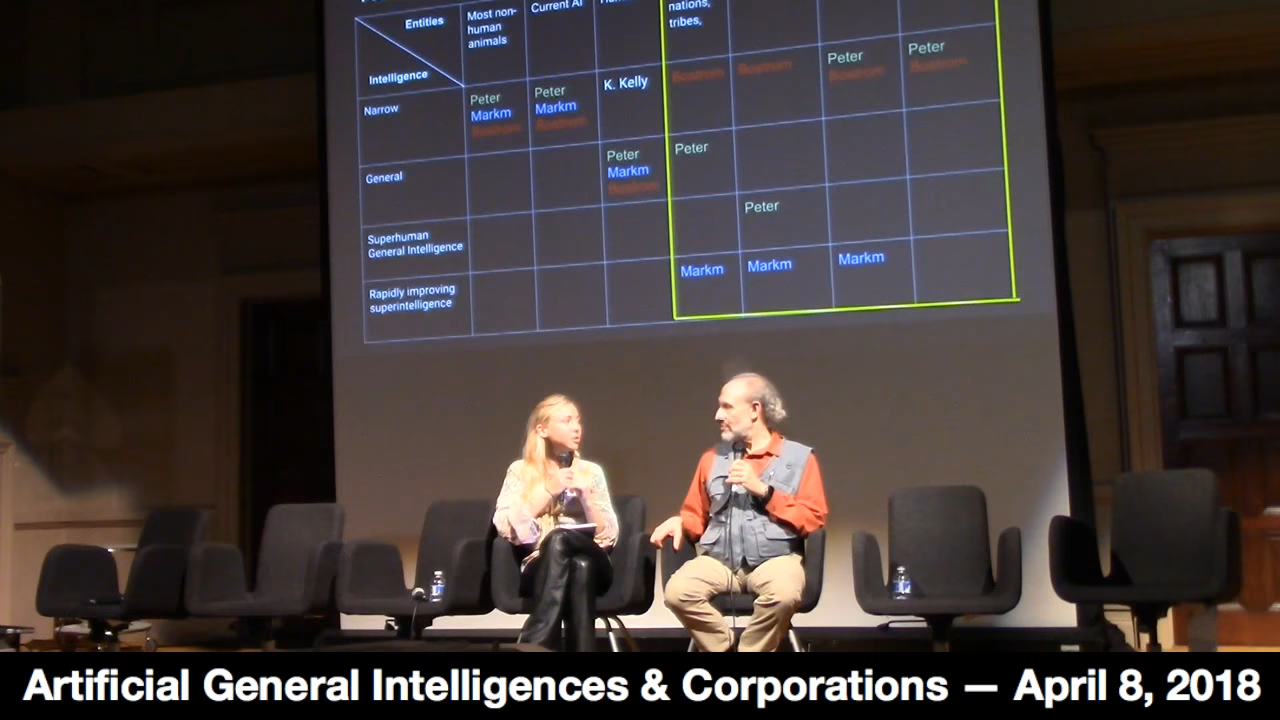 Entities
Most non-
human
animals
Current AI
nations,
tribes,
Intelligence
Narrow
Peter
Markm
Bostrom
Peter
Markm
Bostrom
K. Kelly
Bostrom
Bostrom
Peter
Bostrom
Peter
Bostrom
General
Peter
Markm
Bostrom
Peter
Superhuman
General Intelligence
Peter
Rapidly improving
superintelligence
Markm
Markm
Markm
Artificial General Intelligences & Corporations — April 8, 2018